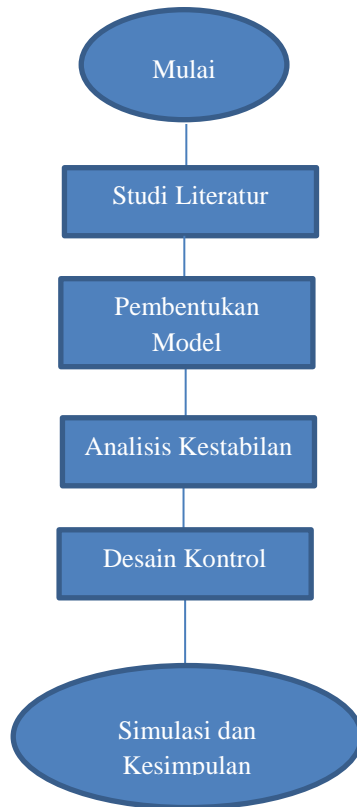 Mulai
Studi Literatur
Pembentukan
Model
Analisis Kestabilan
Desain Kontrol
Simulasi dan
Kesimpulan